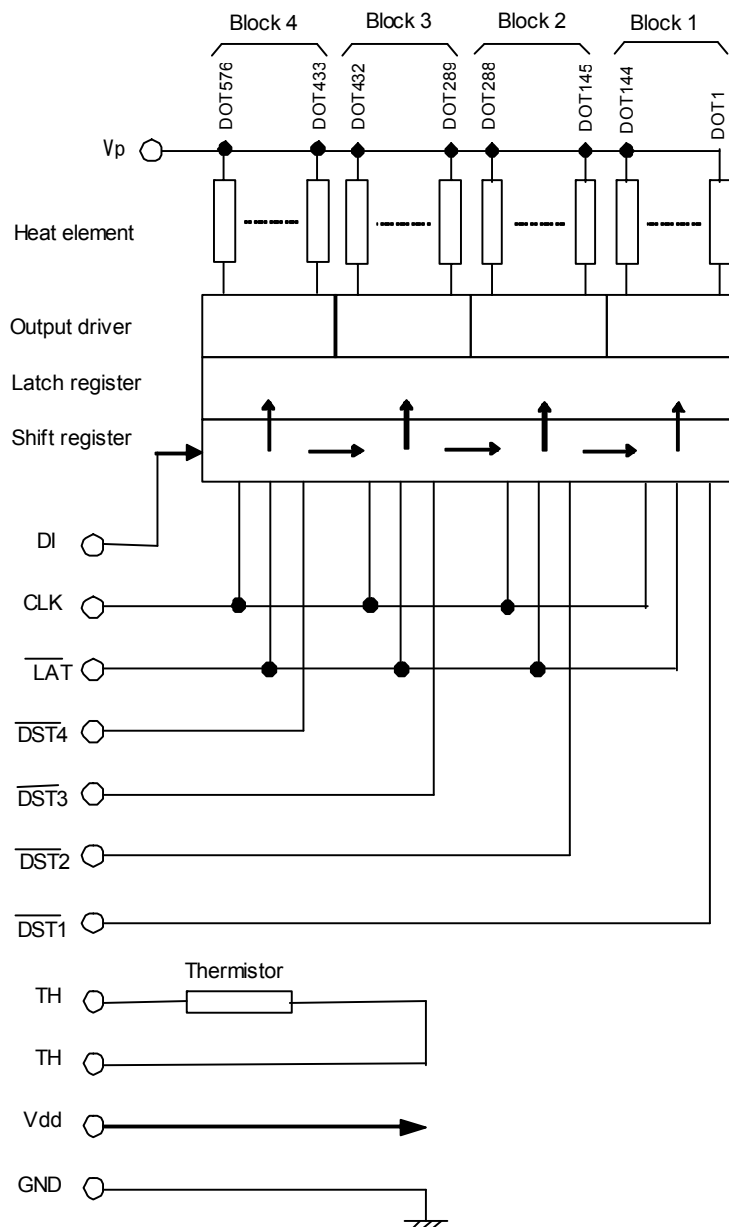 Block 4 Block 3 Block 2 Block 1
DOT576 DOT433 DOT432 DOT289 DOT288 DOT145 DOT144 DOT1
Vp
Heat element
Output driver
Latch register
Shift register
DI
CLK
LAT
DST4
DST3
DST2
DST1
Thermistor
TH
TH
Vdd
GND